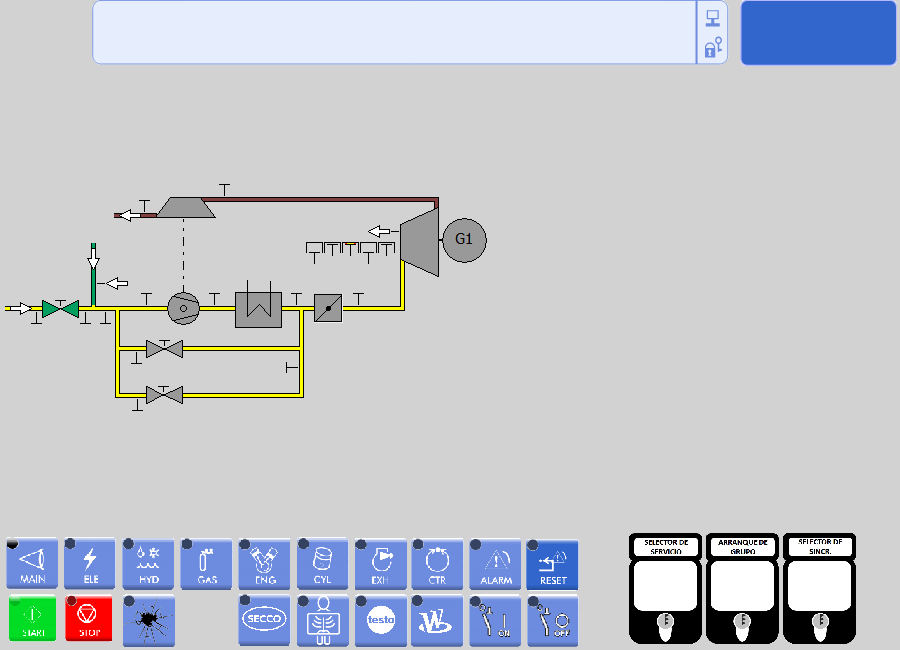 G1
MAIN
ELE
HYD
GAS
ENG
CYL
EXH
CTR
ALARM
RESET
START
STOP
SECCO
testo
W
ON
OFF
SELECTOR DE
SERVICIO
ARRANQUE DE
GRUPO
SELECTOR DE
SINCR.